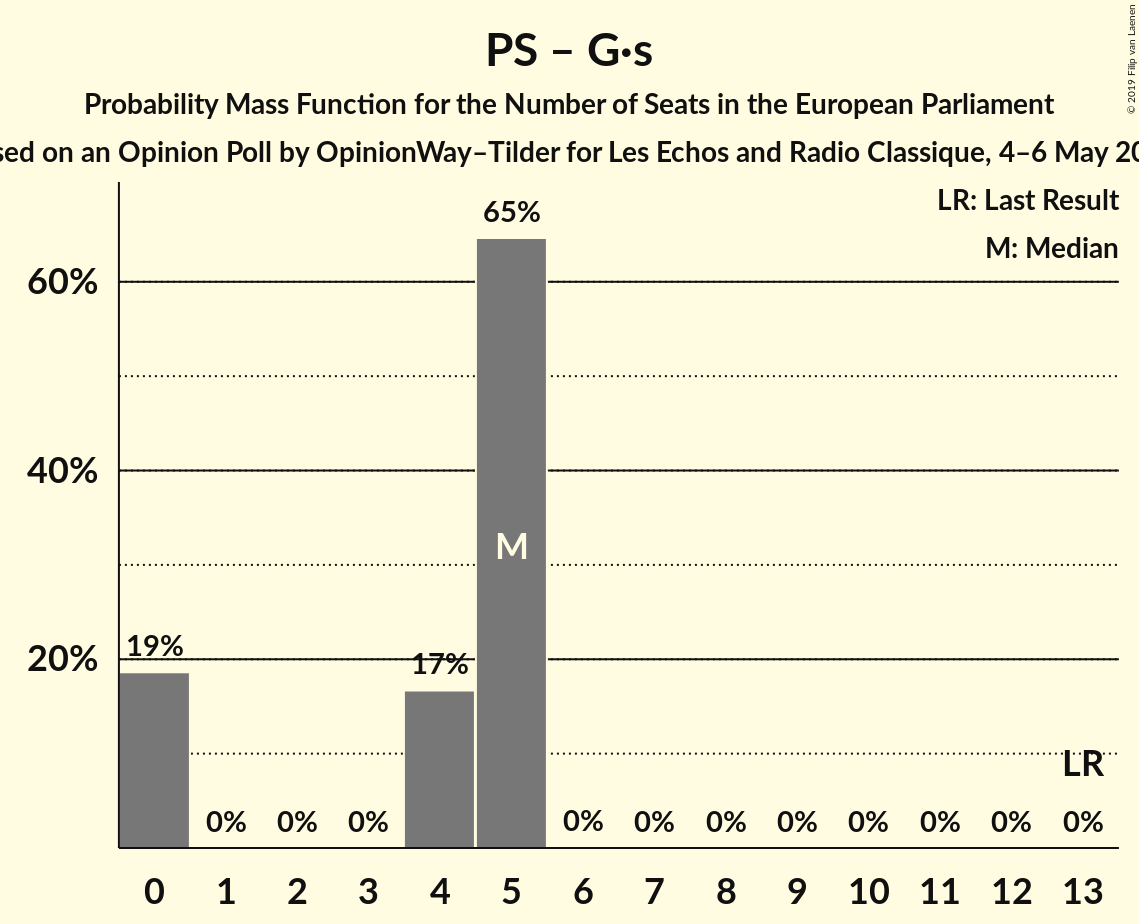 © 2019 Filip van Laenen
PS – G·s
Probability Mass Function for the Number of Seats in the European Parliament
sed on an Opinion Poll by OpinionWay–Tilder for Les Echos and Radio Classique, 4–6 May 20
LR: Last Result
M: Median
65%
60%
40%
M
19%
20%
17%
LR
0% 0% 0% 0% 0% 0% 0% 0% 0% 0% 0%
0 1 2 3 4 5 6 7 8 9 10 11 12 13